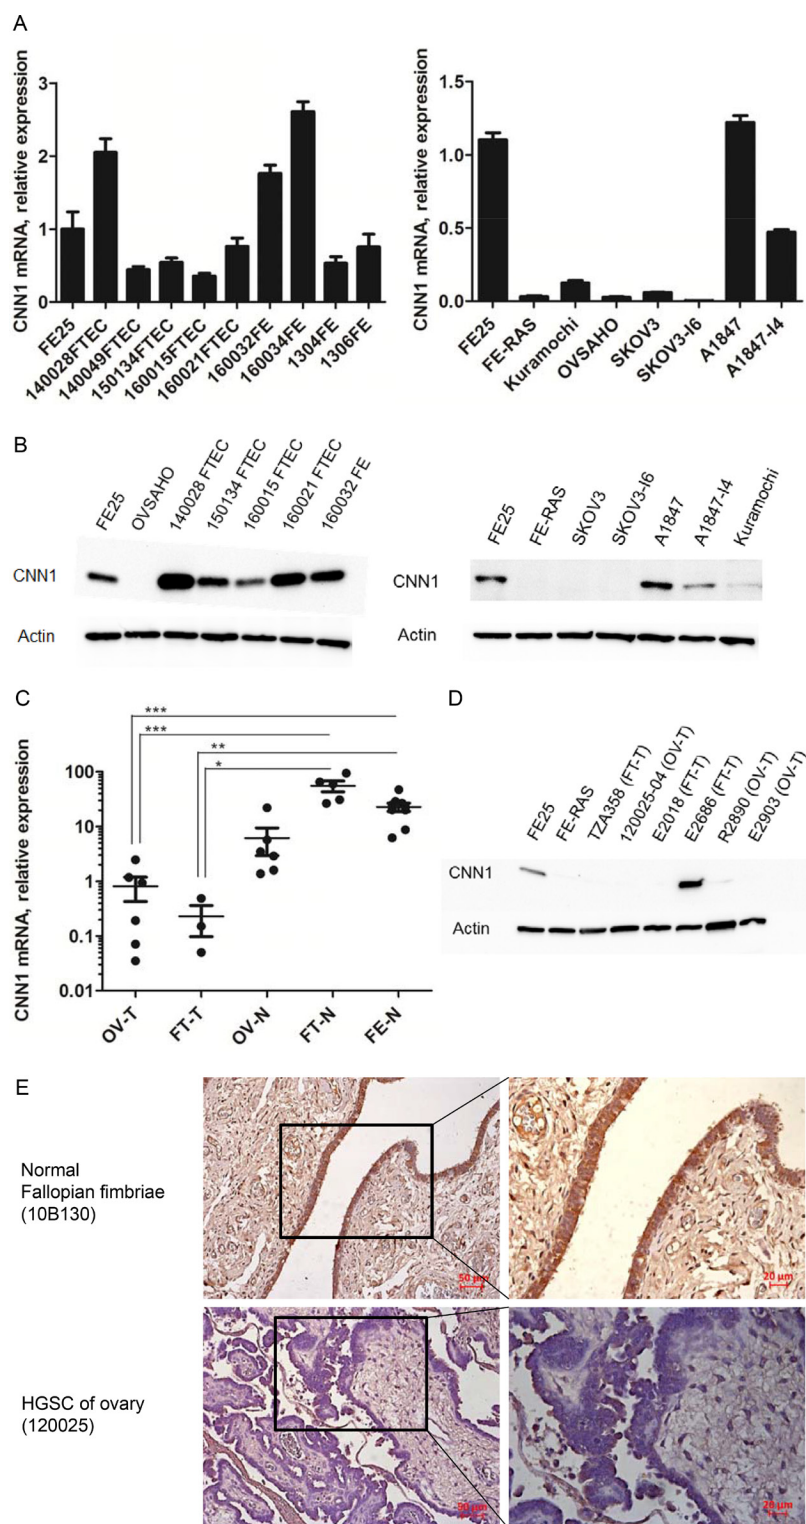 A
CNN1 mRNA, relative expression
3
2
1
0
FE25
140028FTEC
140049FTEC
150134FTEC
160015FTEC
160021FTEC
160032FE
160034FE
1304FE
1306FE
CNN1 mRNA, relative expression
1.5
1.0
0.5
0.0
FE25
FE-RAS
Kuramochi
OVSAHO
SKOV3
SKOV3-I6
A1847
A1847-I4
B
FE25
OVSAHO
140028 FTEC
150134 FTEC
160015 FTEC
160021 FTEC
160032 FE
CNN1
Actin
FE25
FE-RAS
SKOV3
SKOV3-I6
A1847
A1847-I4
Kuramochi
CNN1
Actin
C
CNN1 mRNA, relative expression
***
***
**
*
100
10
1
0.1
0.01
OV-T
FT-T
OV-N
FT-N
FE-N
D
FE25
FE-RAS
TZA358 (FT-T)
120025-04 (OV-T)
E2018 (FT-T)
E2686 (FT-T)
R2890 (OV-T)
E2903 (OV-T)
CNN1
Actin
E
Normal
Fallopian fimbriae
(10B130)
50 µm
20 µm
HGSC of ovary
(120025)
50 µm
20 µm